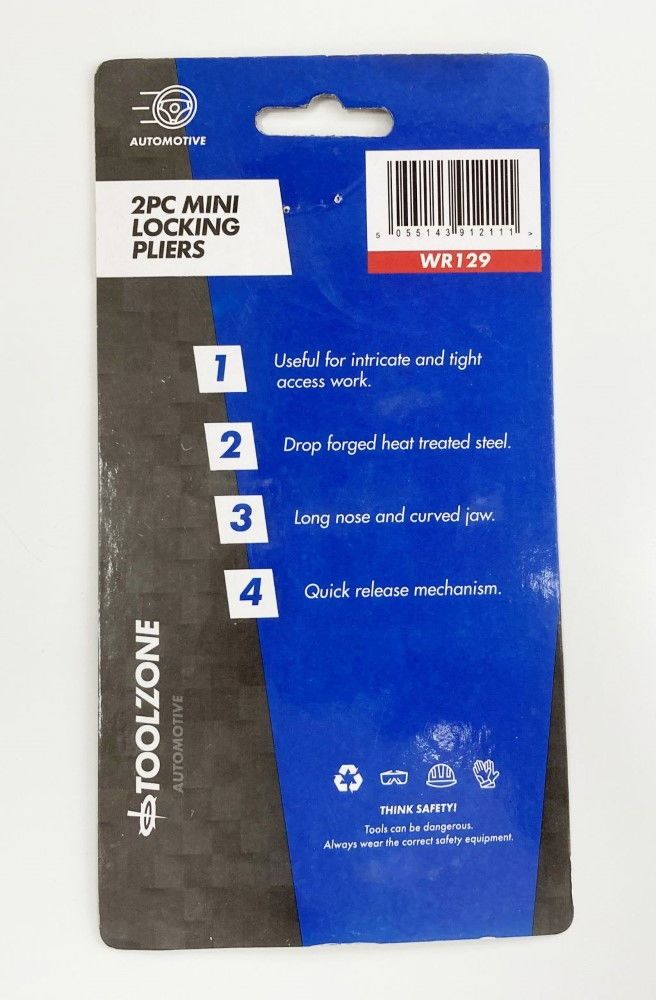 AUTOMOTIVE
2PC MINI
LOCKING
PLIERS
5 055143 912111 >
WR129
1
Useful for intricate and tight
access work.
2
Drop forged heat treated steel.
3
Long nose and curved jaw.
4
Quick release mechanism.
TOOLZONE
AUTOMOTIVE
THINK SAFETY!
Tools can be dangerous.
Always wear the correct safety equipment.